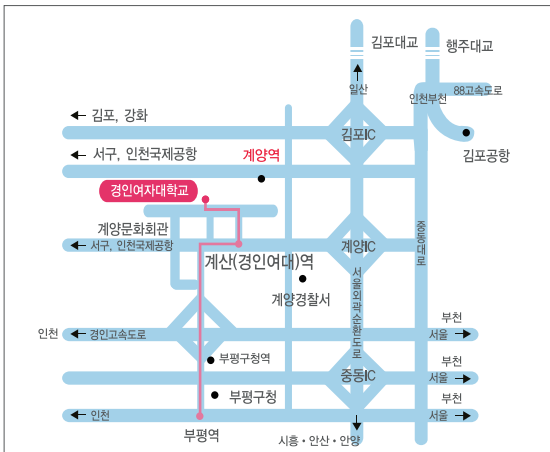 김포대교
행주대교
일산
인천부천
88고속도로
김포, 강화
김포IC
김포공항
서구, 인천국제공항
계양역
경인여자대학교
계양문화회관
서구, 인천국제공항
계양IC
중동대로
계산(경인여대)역
서울외곽순환도로
계양경찰서
인천
경인고속도로
부천
서울
부평구청역
중동IC
부천
서울
부평구청
부천
인천
서울
부평역
시흥·안산·안양